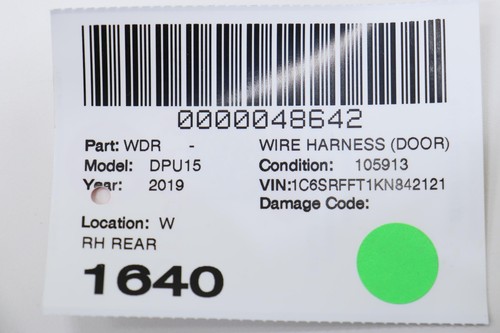 0000048642
Part: WDR - WIRE HARNESS (DOOR)
Model: DPU15 Condition: 105913
Year: 2019 VIN:1C6SRFFT1KN842121
Damage Code:
Location: W
RH REAR
1640